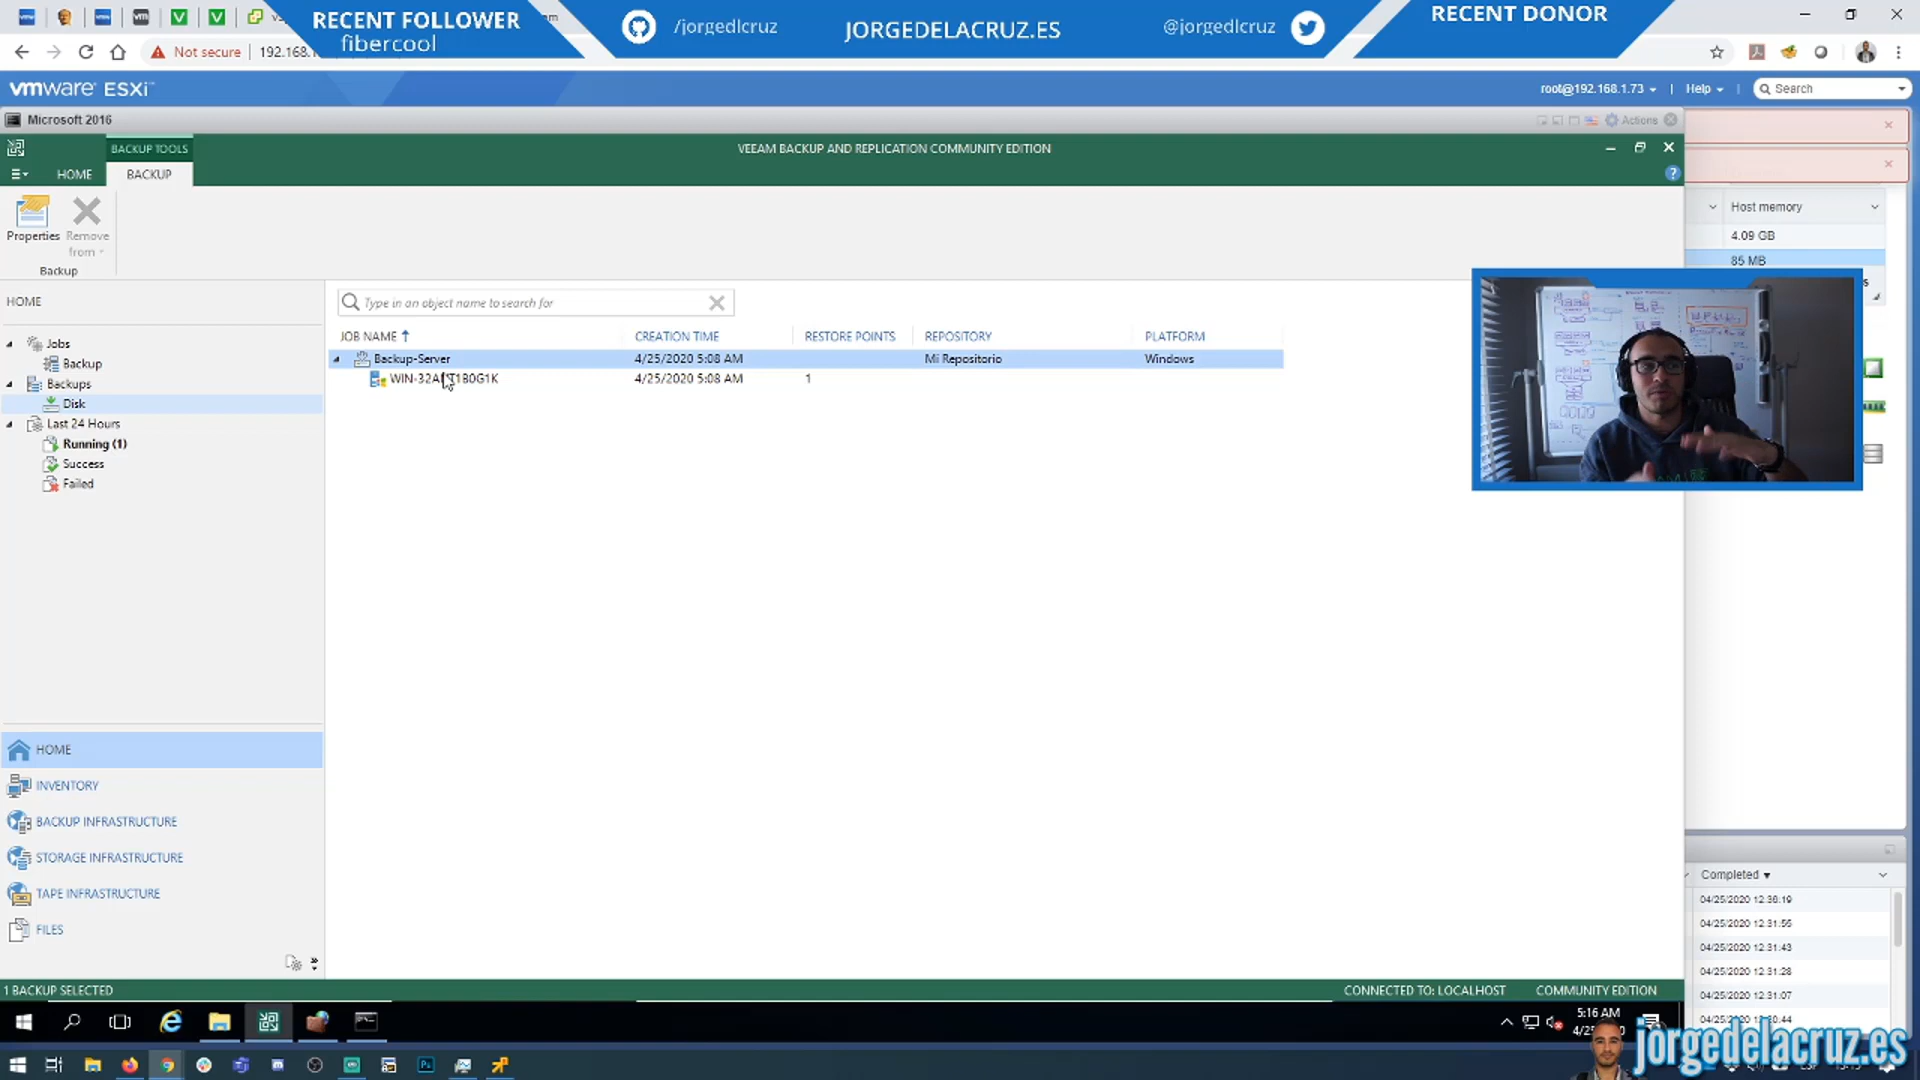 RECENT FOLLOWER
fibercool
/jorgedlcruz
JORGEDELACRUZ.ES
@jorgedlcruz
RECENT DONOR
Not secure
vmware ESXi
root@192.168.1.73
Help
Search
Microsoft 2016
Actions
BACKUP TOOLS
VEEAM BACKUP AND REPLICATION COMMUNITY EDITION
HOME
BACKUP
Properties
Remove
from
Backup
Host memory
4.09 GB
85 MB
HOME
Type in an object name to search for
JOB NAME
CREATION TIME
RESTORE POINTS
REPOSITORY
PLATFORM
Backup-Server
4/25/2020 5:08 AM
Mi Repositorio
Windows
4/25/2020 5:08 AM
1
Jobs
Backup
Backups
Disk
Last 24 Hours
Running (1)
Success
Failed
HOME
INVENTORY
BACKUP INFRASTRUCTURE
STORAGE INFRASTRUCTURE
TAPE INFRASTRUCTURE
FILES
Completed
04/25/2020 12:36:19
04/25/2020 12:31:56
04/25/2020 12:31:43
04/25/2020 12:31:28
04/25/2020 12:31:07
1 BACKUP SELECTED
CONNECTED TO: LOCALHOST
COMMUNITY EDITION
5:16 AM
jorgedelacruz.es